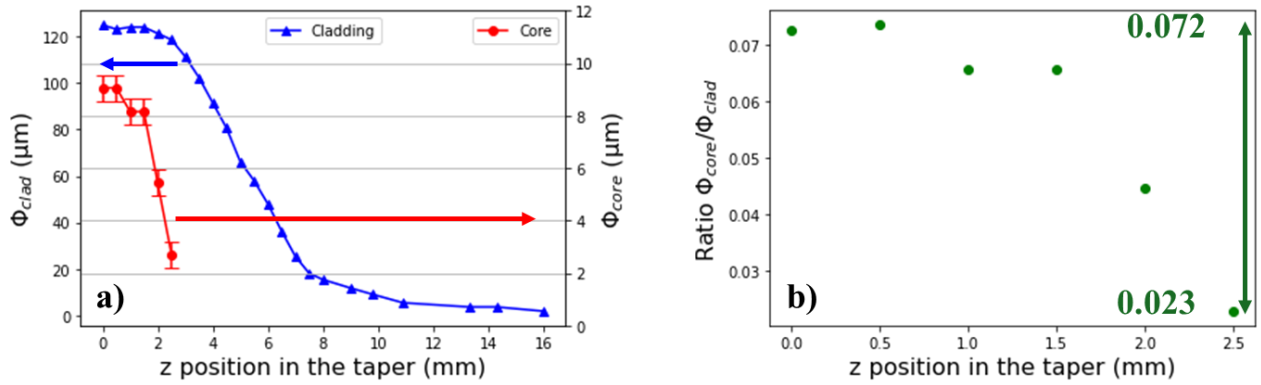 120
100
80
60
40
20
0
Φclad (μm)
Cladding
Core
12
10
8
6
4
2
0
Φcore (μm)
a)
0 2 4 6 8 10 12 14 16
z position in the taper (mm)
0.07
0.06
0.05
0.04
0.03
Ratio Φcore/Φclad
0.072
0.023
b)
0.0 0.5 1.0 1.5 2.0 2.5
z position in the taper (mm)